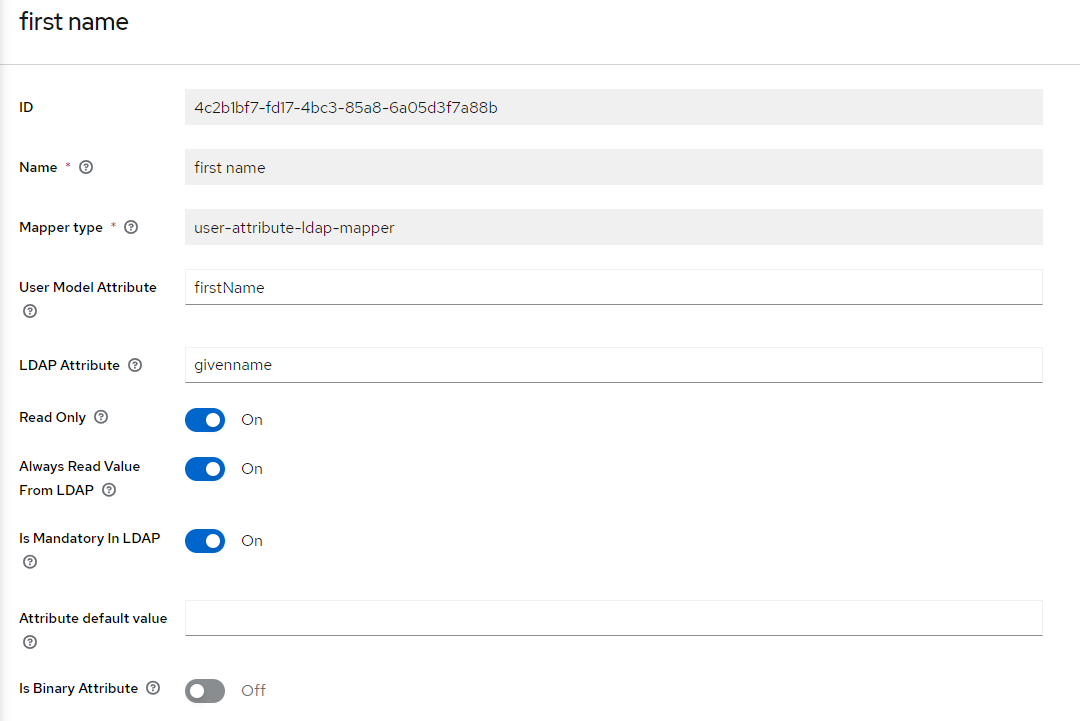 first name
ID
4c2b1bf7-fd17-4bc3-85a8-6a05d3f7a88b
Name *
first name
Mapper type *
user-attribute-ldap-mapper
User Model Attribute
firstName
LDAP Attribute
givenname
Read Only
On
Always Read Value
From LDAP
On
Is Mandatory In LDAP
On
Attribute default value
Is Binary Attribute
Off